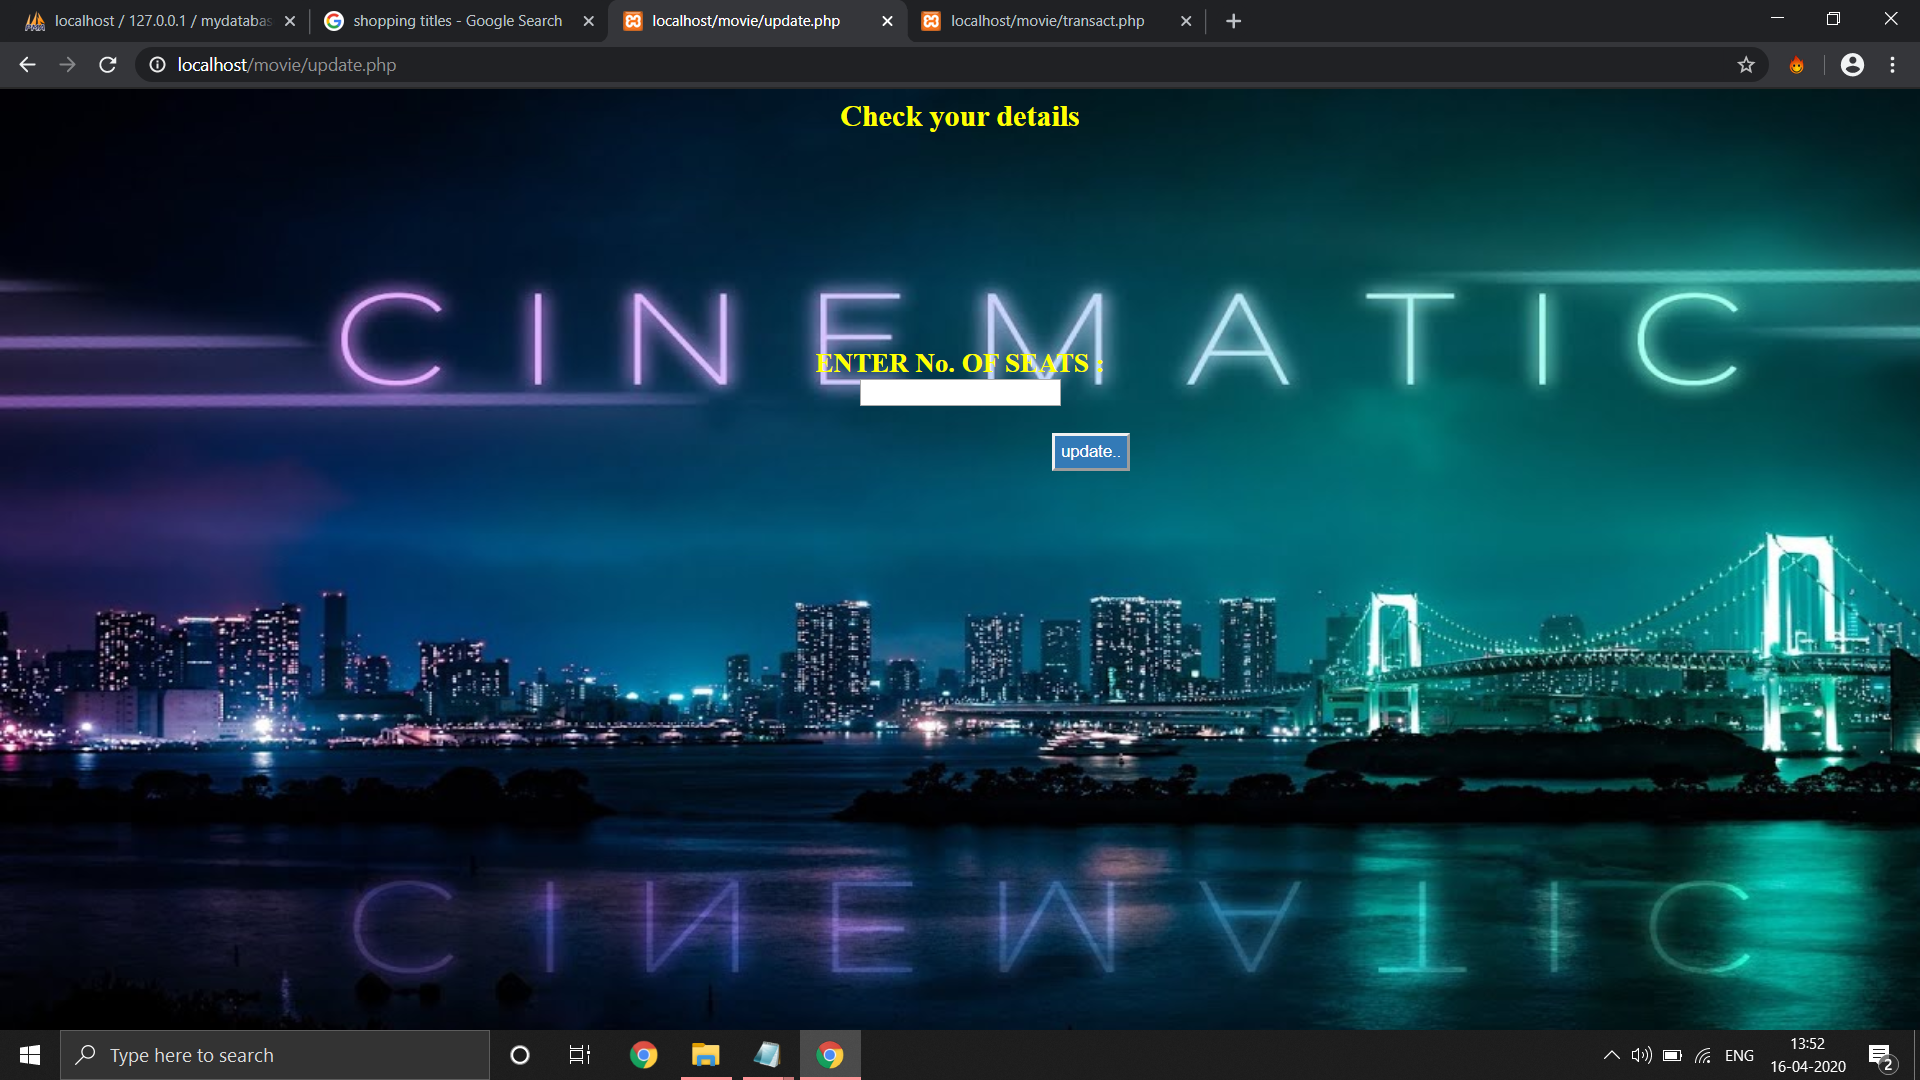 localhost / 127.0.0.1 / mydataba
shopping titles - Google Search
localhost/movie/update.php
localhost/movie/transact.php
localhost/movie/update.php
Check your details
CINEMATIC
ENTER No. OF SEATS :
update..
CINEMATIC
Type here to search
ENG
13:52
16-04-2020
2